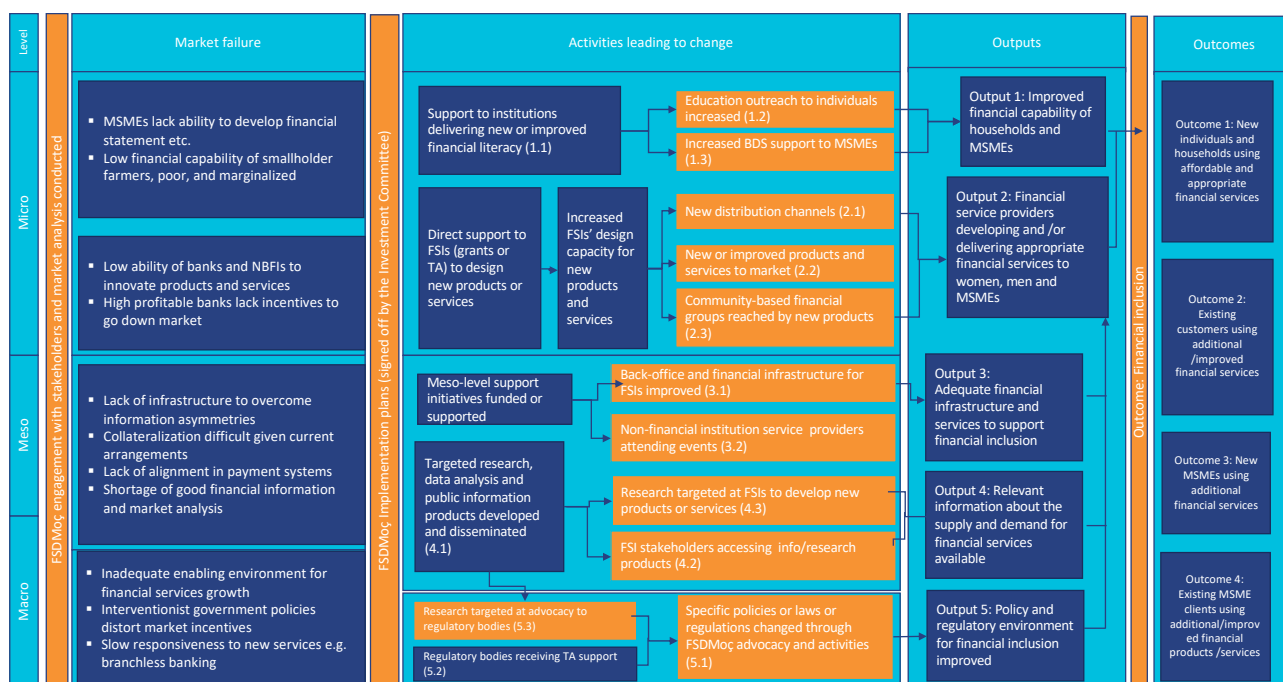 Level
Market failure
Activities leading to change
Outputs
Outcomes
Micro
Meso
Macro
FSDMoç engagement with stakeholders and market analysis conducted
▪ MSMEs lack ability to develop financial
statement etc.
▪ Low financial capability of smallholder
farmers, poor, and marginalized
▪ Low ability of banks and NBFIs to
innovate products and services
▪ High profitable banks lack incentives to
go down market
▪ Lack of infrastructure to overcome
information asymmetries
▪ Collateralization difficult given current
arrangements
▪ Lack of alignment in payment systems
▪ Shortage of good financial information
and market analysis
▪ Inadequate enabling environment for
financial services growth
▪ Interventionist government policies
distort market incentives
▪ Slow responsiveness to new services e.g.
branchless banking
FSDMoç Implementation plans (signed off by the Investment Committee)
Support to institutions
delivering new or improved
financial literacy (1.1)
Education outreach to individuals
increased (1.2)
Increased BDS support to MSMEs
(1.3)
Direct support to
FSIs (grants or
TA) to design
new products or
services
Increased
FSIs’ design
capacity for
new
products
and
services
New distribution channels (2.1)
New or improved products and
services to market (2.2)
Community-based financial
groups reached by new products
(2.3)
Meso-level support
initiatives funded or
supported
Back-office and financial infrastructure for
FSIs improved (3.1)
Non-financial institution service providers
attending events (3.2)
Targeted research,
data analysis and
public information
products developed
and disseminated
(4.1)
Research targeted at FSIs to develop new
products or services (4.3)
FSI stakeholders accessing info/research
products (4.2)
Research targeted at advocacy to
regulatory bodies (5.3)
Regulatory bodies receiving TA support
(5.2)
Specific policies or laws or
regulations changed through
FSDMoç advocacy and activities
(5.1)
Output 1: Improved
financial capability of
households and
MSMEs
Output 2: Financial
service providers
developing and /or
delivering appropriate
financial services to
women, men and
MSMEs
Output 3:
Adequate financial
infrastructure and
services to support
financial inclusion
Output 4: Relevant
information about the
supply and demand for
financial services
available
Output 5: Policy and
regulatory environment
for financial inclusion
improved
Outcome: Financial inclusion
Outcome 1: New
individuals and
households using
affordable and
appropriate
financial services
Outcome 2:
Existing
customers using
additional
/improved
financial services
Outcome 3: New
MSMEs using
additional
financial services
Outcome 4:
Existing MSME
clients using
additional/improv
ed financial
products /services